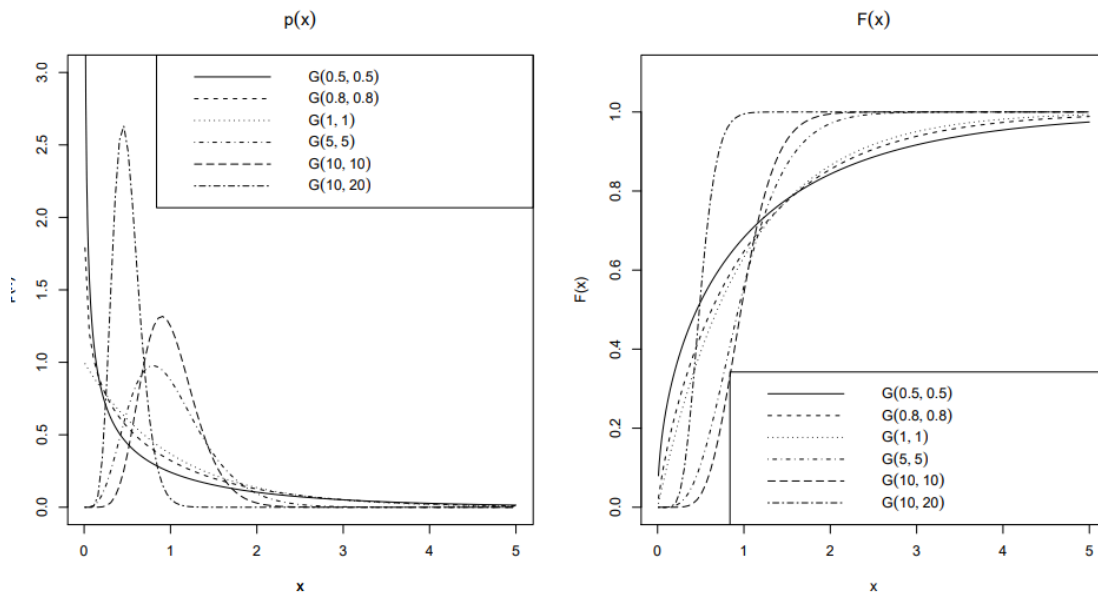 p(x)
3.0
2.5
2.0
1.5
1.0
0.5
0.0
G(0.5, 0.5)
G(0.8, 0.8)
G(1, 1)
G(5, 5)
G(10, 10)
G(10, 20)
0 1 2 3 4 5
x
F(x)
F(x)
1.0
0.8
0.6
0.4
0.2
0.0
G(0.5, 0.5)
G(0.8, 0.8)
G(1, 1)
G(5, 5)
G(10, 10)
G(10, 20)
0 1 2 3 4 5
x